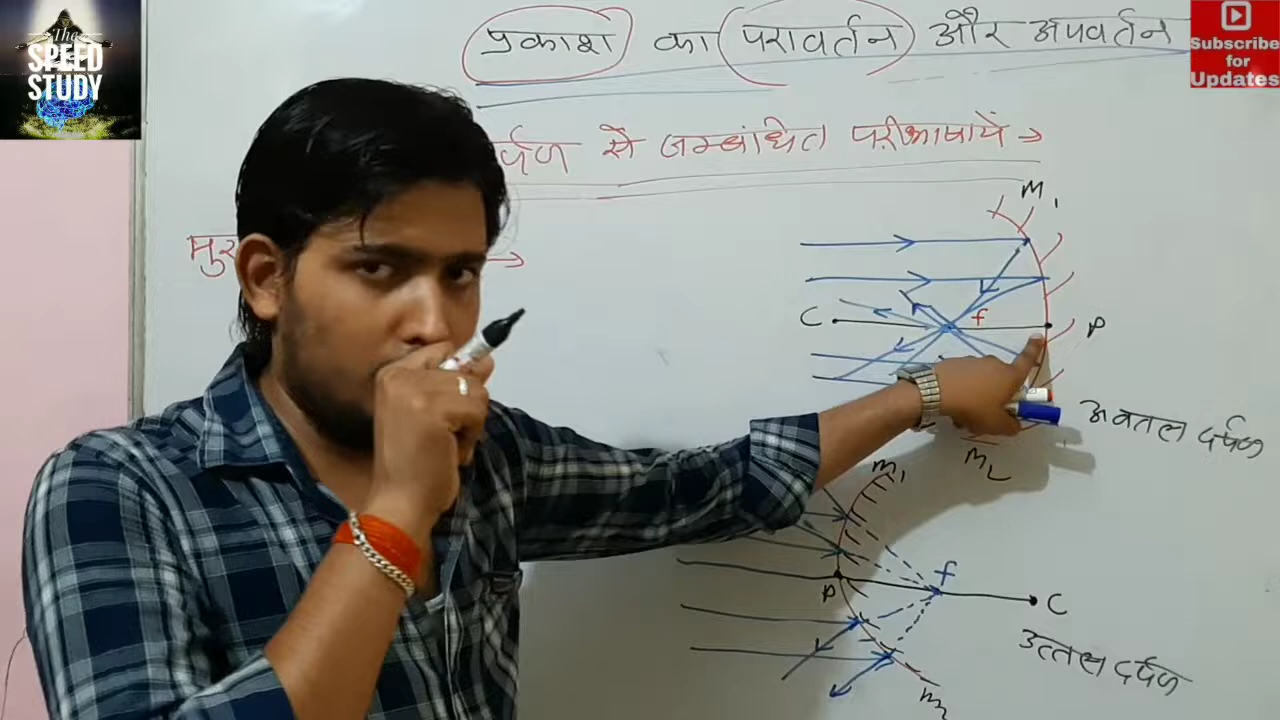 The
SPEED
STUDY
Subscribe
for
Updates
प्रकाश का परावर्तन और अपवर्तन
से सम्बंधित परीभाषायें →
M1
C
f
P
M2
अवतल दर्पण
M1
P
f
C
उत्तल दर्पण
M2